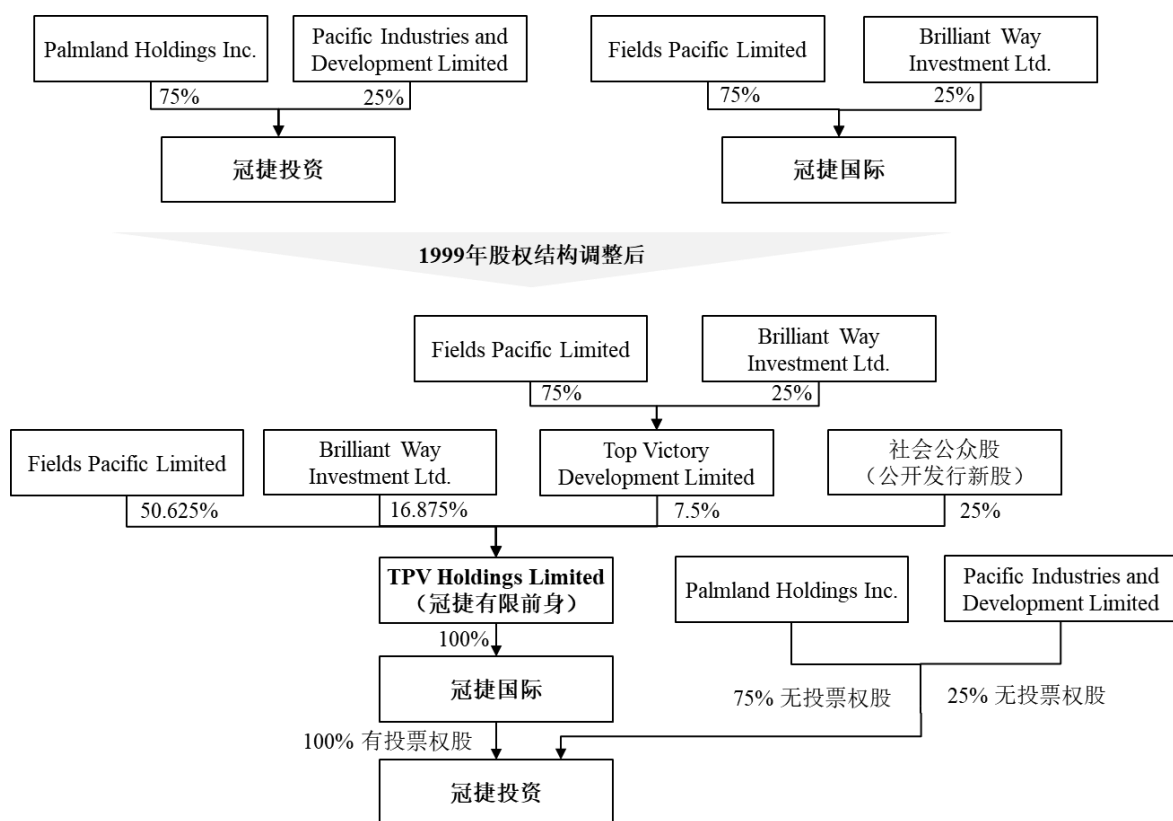 Palmland Holdings Inc.
Pacific Industries and
Development Limited
Fields Pacific Limited
Brilliant Way
Investment Ltd.
75%
25%
75%
25%
冠捷投资
冠捷国际
1999年股权结构调整后
Fields Pacific Limited
Brilliant Way
Investment Ltd.
75%
25%
Fields Pacific Limited
Brilliant Way
Investment Ltd.
Top Victory
Development Limited
社会公众股
（公开发行新股）
50.625%
16.875%
7.5%
25%
TPV Holdings Limited
（冠捷有限前身）
Palmland Holdings Inc.
Pacific Industries and
Development Limited
100%
冠捷国际
75% 无投票权股
25% 无投票权股
100% 有投票权股
冠捷投资